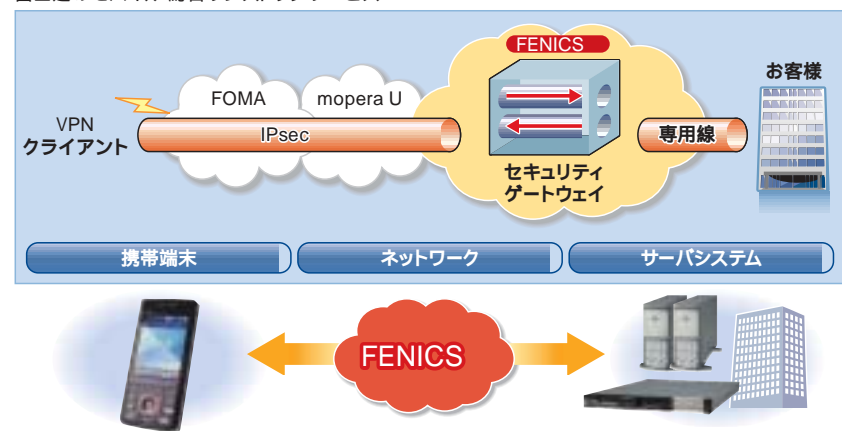 FENICS
お客様
FOMA
mopera U
VPN
クライアント
IPsec
専用線
セキュリティ
ゲートウェイ
携帯端末
ネットワーク
サーバシステム
FENICS